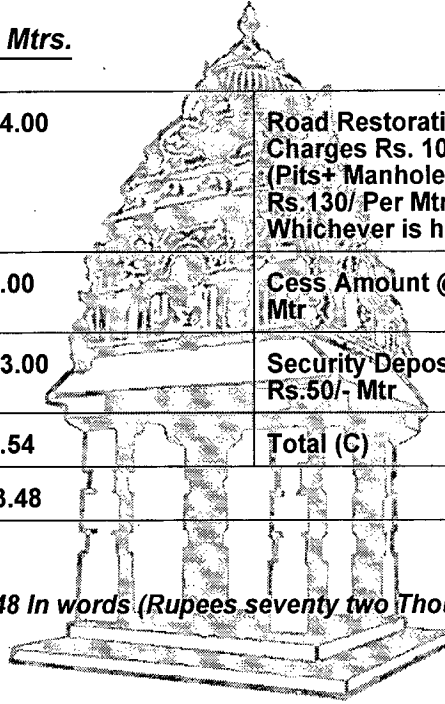 Mtrs.
4.00
Road Restorati
Charges Rs. 10
(Pits+ Manhole
Rs.130/ Per Mtr
Whichever is h
.00
Cess Amount @
Mtr
3.00
Security Depos
Rs.50/- Mtr
.54
Total (C)
3.48
48 In words (Rupees seventy two Thou